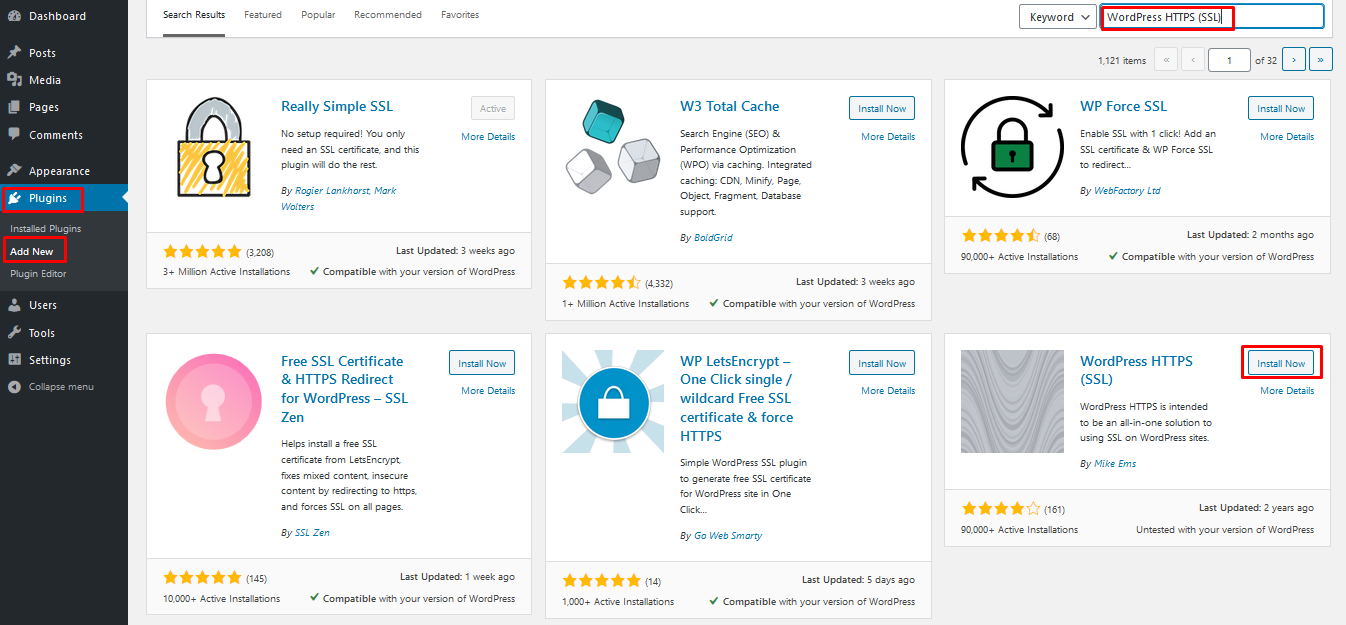 Dashboard
Posts
Media
Pages
Comments
Appearance
Plugins
Installed Plugins
Add New
Plugin Editor
Users
Tools
Settings
Collapse menu
Search Results Featured Popular Recommended Favorites
Keyword WordPress HTTPS (SSL)
1,121 items « ‹ 1 of 32 › »
Really Simple SSL
Active
More Details
No setup required! You only
need an SSL certificate, and this
plugin will do the rest.
By Rogier Lankhorst, Mark
Wolters
(3,208)
Last Updated: 3 weeks ago
3+ Million Active Installations
Compatible with your version of WordPress
W3 Total Cache
Install Now
More Details
Search Engine (SEO) &
Performance Optimization
(WPO) via caching. Integrated
caching: CDN, Minify, Page,
Object, Fragment, Database
support.
By BoldGrid
(4,332)
Last Updated: 3 weeks ago
1+ Million Active Installations
Compatible with your version of WordPress
WP Force SSL
Install Now
More Details
Enable SSL with 1 click! Add an
SSL certificate & WP Force SSL
to redirect...
By WebFactory Ltd
(68)
Last Updated: 2 months ago
90,000+ Active Installations
Compatible with your version of WordPress
Free SSL Certificate
& HTTPS Redirect
for WordPress – SSL
Zen
Install Now
More Details
Helps install a free SSL
certificate from LetsEncrypt,
fixes mixed content, insecure
content by redirecting to https,
and forces SSL on all pages.
By SSL Zen
(145)
Last Updated: 1 week ago
10,000+ Active Installations
Compatible with your version of WordPress
WP LetsEncrypt –
One Click single /
wildcard Free SSL
certificate & force
HTTPS
Install Now
More Details
Simple WordPress SSL plugin
to generate free SSL certificate
for WordPress site in One
Click...
By Go Web Smarty
(14)
Last Updated: 5 days ago
1,000+ Active Installations
Compatible with your version of WordPress
WordPress HTTPS
(SSL)
Install Now
More Details
WordPress HTTPS is intended
to be an all-in-one solution to
using SSL on WordPress sites.
By Mike Ems
(161)
Last Updated: 2 years ago
90,000+ Active Installations
Untested with your version of WordPress